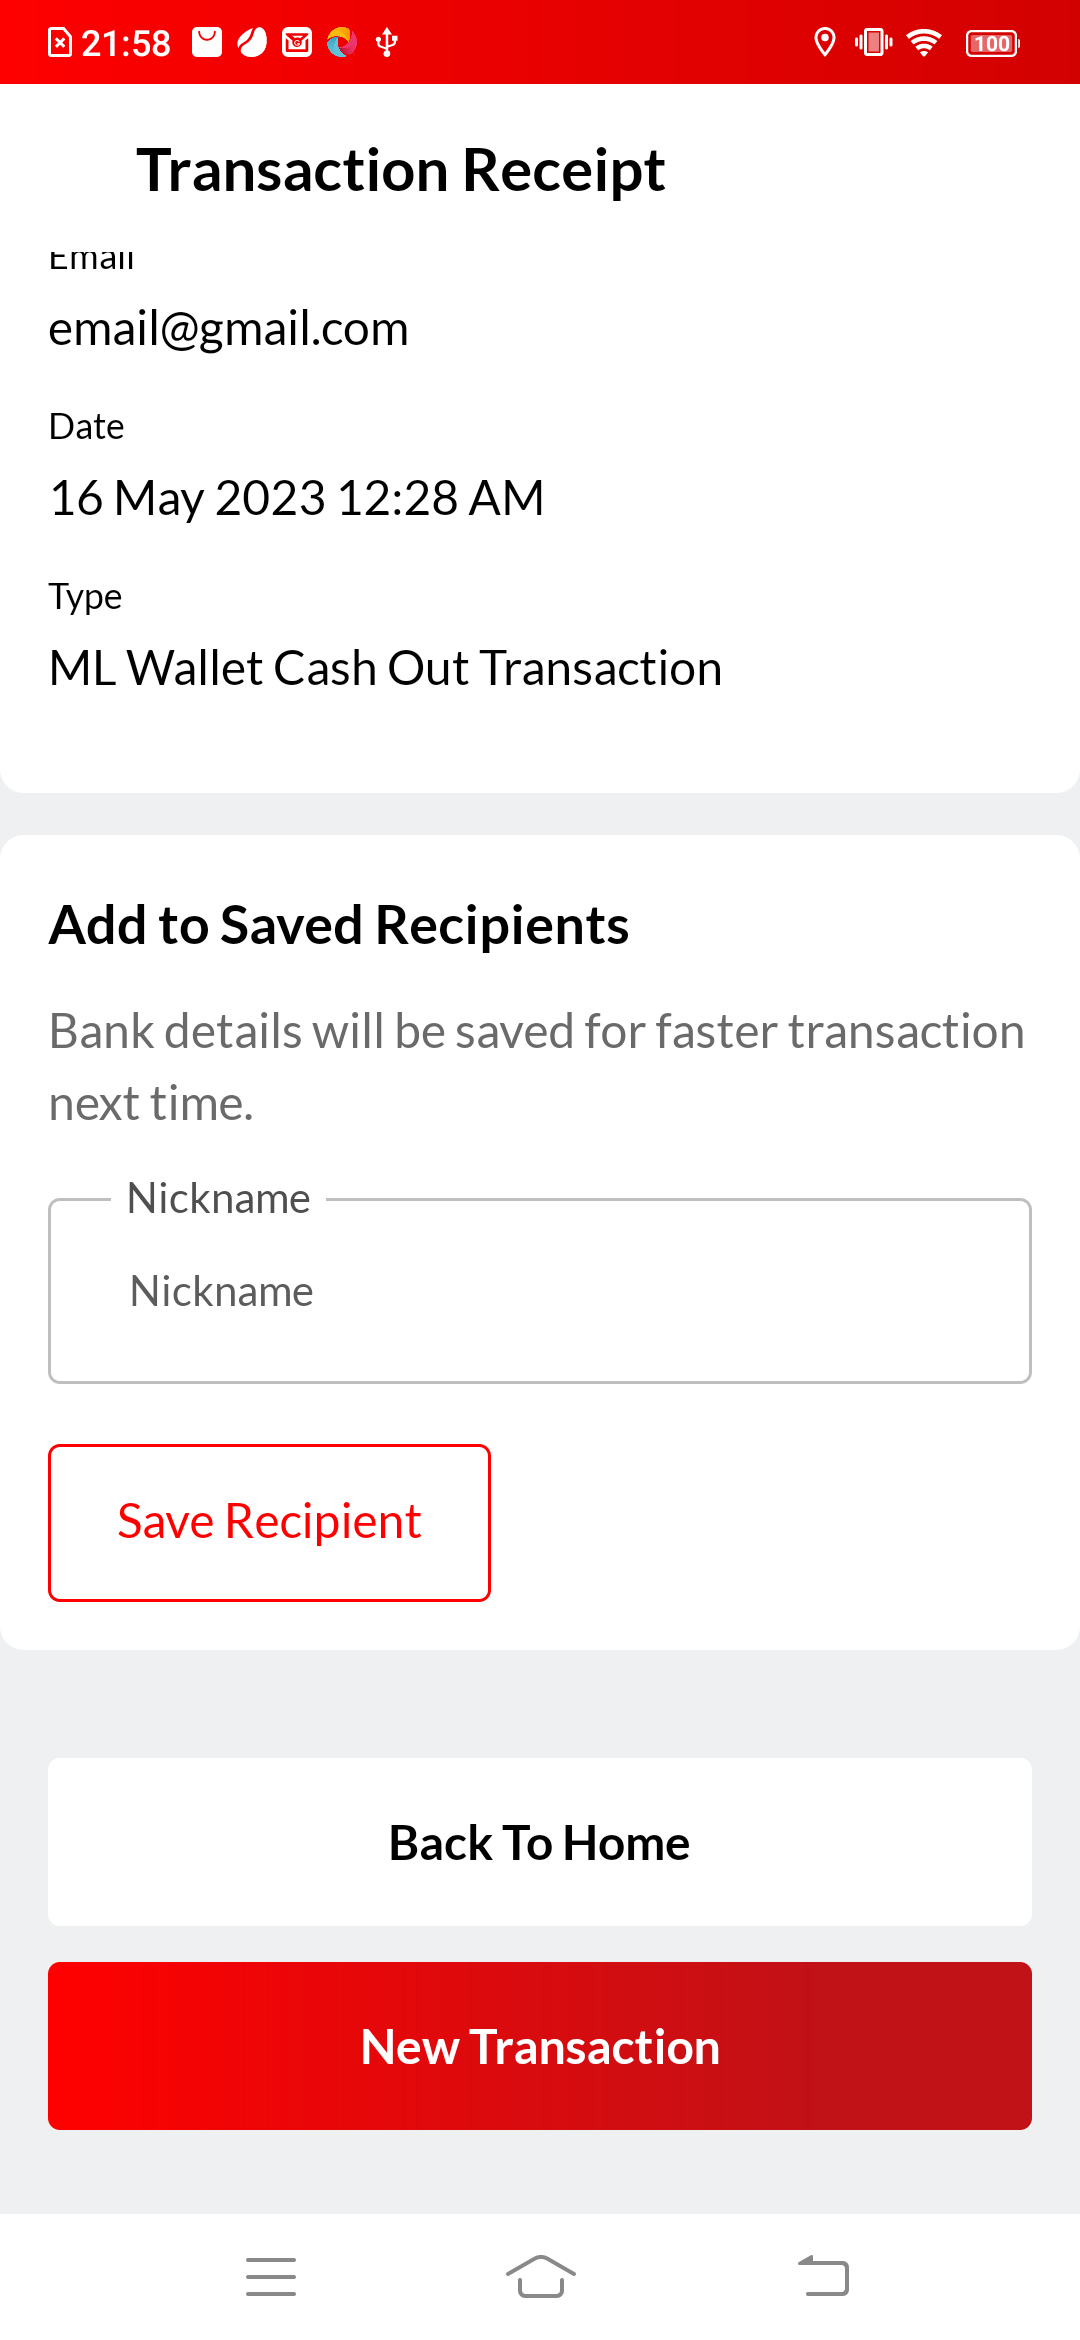 21:58
100
Transaction Receipt
Email
email@gmail.com
Date
16 May 2023 12:28 AM
Type
ML Wallet Cash Out Transaction
Add to Saved Recipients
Bank details will be saved for faster transaction
next time.
Nickname
Nickname
Save Recipient
Back To Home
New Transaction